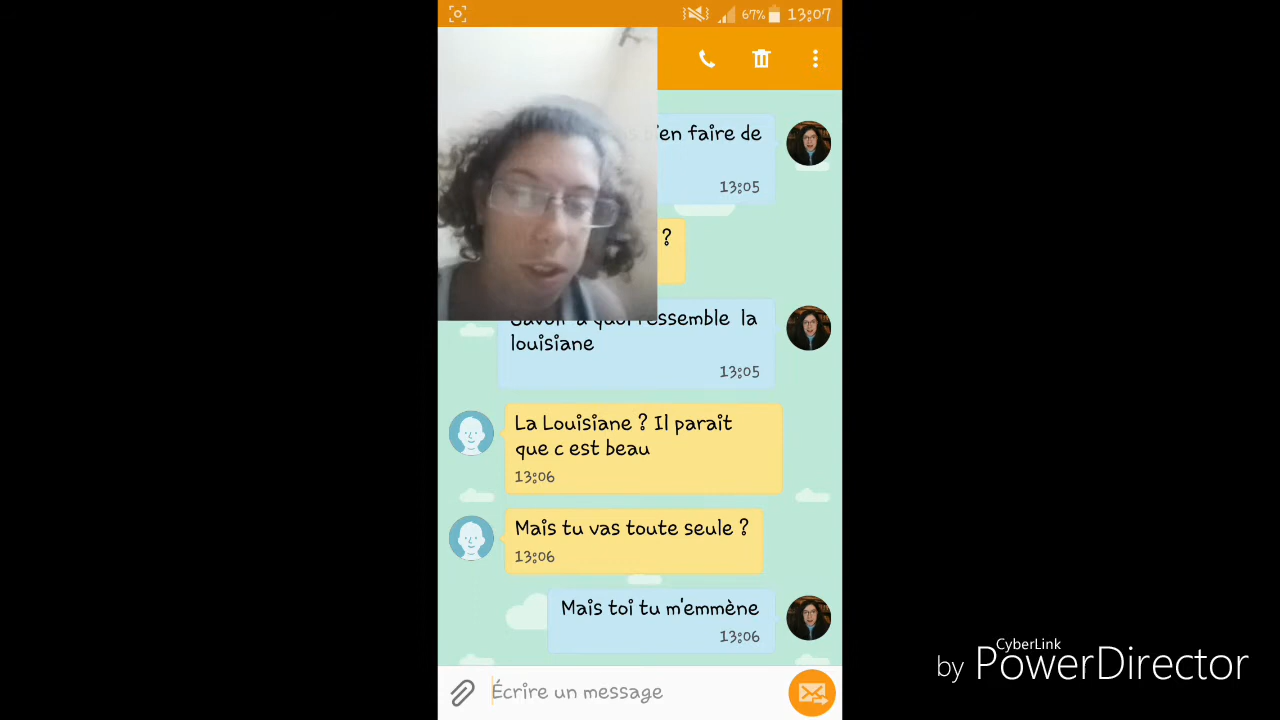 67% 13:07
'en faire de
13:05
?
Savoir a quoi ressemble la
louisiane
13:05
La Louisiane ? Il parait
que c est beau
13:06
Mais tu vas toute seule ?
13:06
Mais toi tu m'emmène
13:06
Écrire un message
CyberLink
by PowerDirector